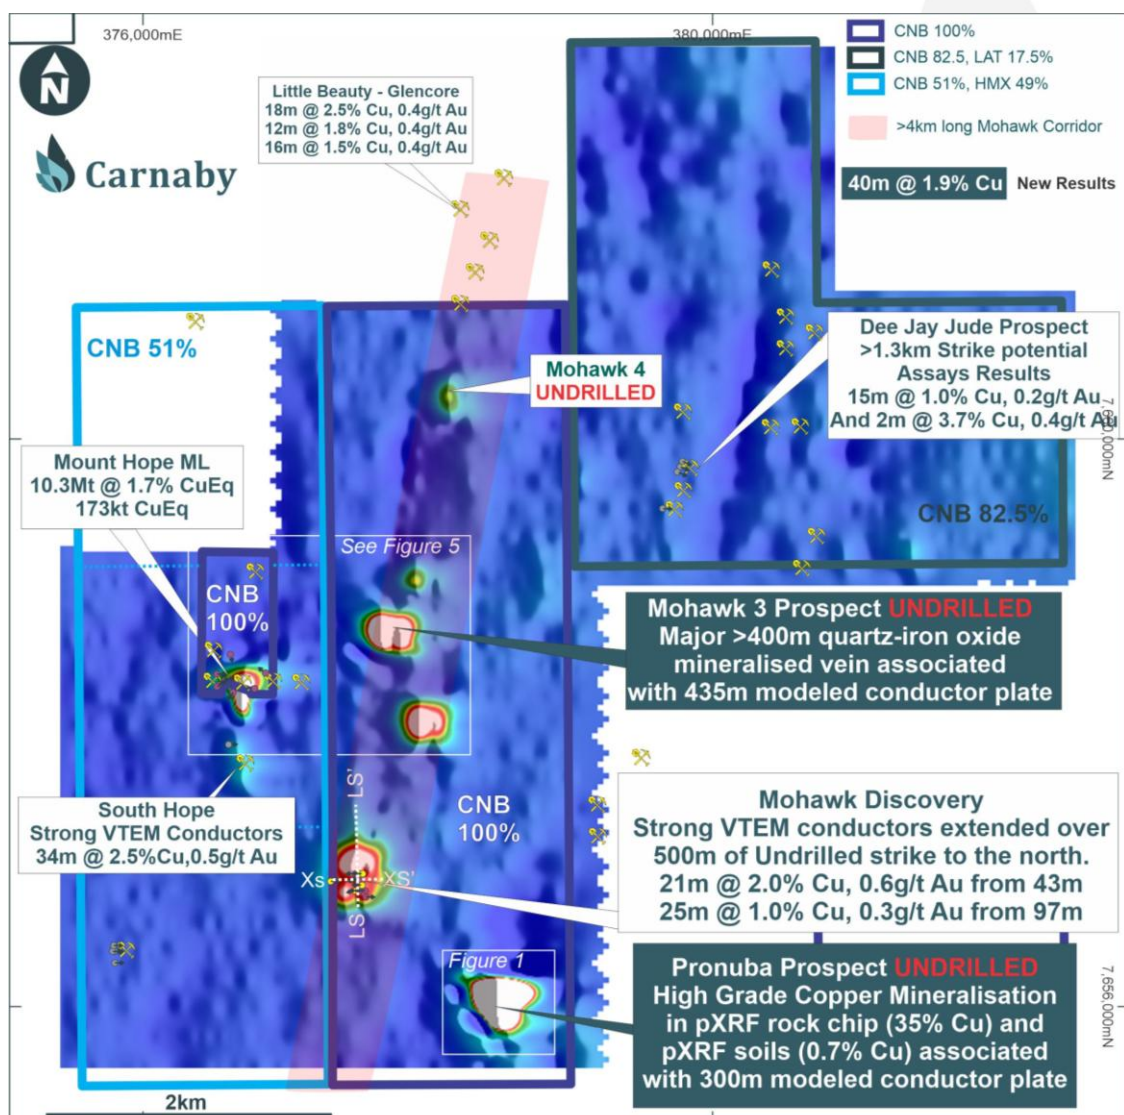 376,000mE
380,000mE
CNB 100%
CNB 82.5, LAT 17.5%
CNB 51%, HMX 49%
>4km long Mohawk Corridor
40m @ 1.9% Cu
New Results
N
Carnaby
Little Beauty - Glencore
18m @ 2.5% Cu, 0.4g/t Au
12m @ 1.8% Cu, 0.4g/t Au
16m @ 1.5% Cu, 0.4g/t Au
CNB 51%
Mohawk 4
UNDRILLED
Dee Jay Jude Prospect
>1.3km Strike potential
Assays Results
15m @ 1.0% Cu, 0.2g/t Au
And 2m @ 3.7% Cu, 0.4g/t Au
Mount Hope ML
10.3Mt @ 1.7% CuEq
173kt CuEq
CNB 82.5%
See Figure 5
CNB
100%
Mohawk 3 Prospect UNDRILLED
Major >400m quartz-iron oxide
mineralised vein associated
with 435m modeled conductor plate
South Hope
Strong VTEM Conductors
34m @ 2.5%Cu,0.5g/t Au
LS'
CNB
100%
Xs
XS'
LS
Mohawk Discovery
Strong VTEM conductors extended over
500m of Undrilled strike to the north.
21m @ 2.0% Cu, 0.6g/t Au from 43m
25m @ 1.0% Cu, 0.3g/t Au from 97m
Figure 1
Pronuba Prospect UNDRILLED
High Grade Copper Mineralisation
in pXRF rock chip (35% Cu) and
pXRF soils (0.7% Cu) associated
with 300m modeled conductor plate
7,656,000mN
2km